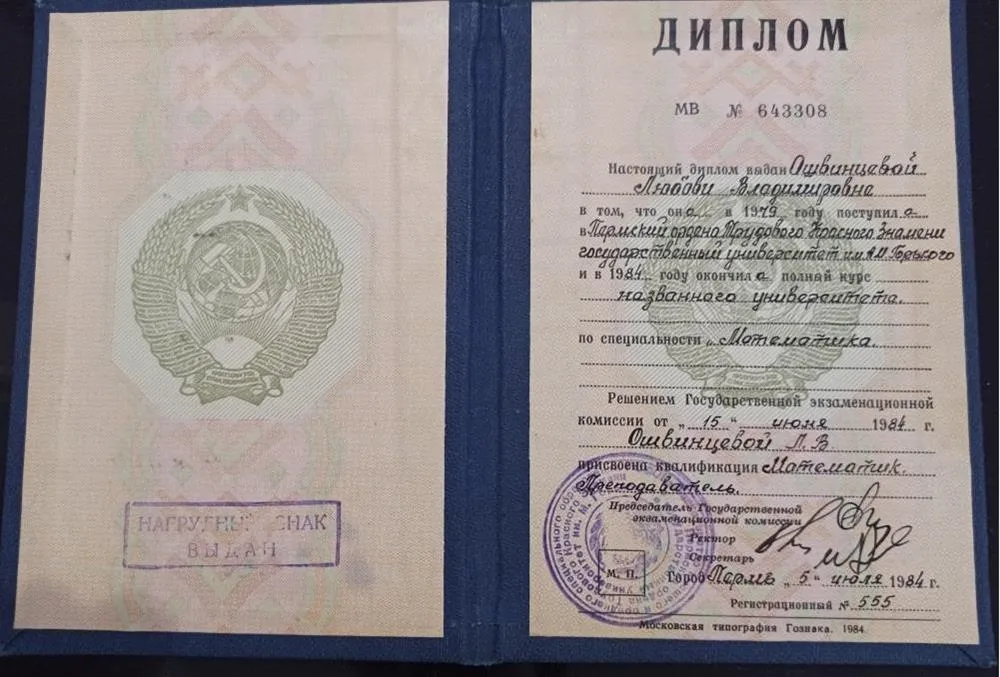 НАГРУДНЫЙ ЗНАК
ВЫДАН
ДИПЛОМ
МВ № 643308
Настоящий диплом выдан Ошвинцевой
Любови Владимировне
в том, что она в 1979 году поступила
в Пермский ордена Трудового Красного Знамени
государственный университет им. А.М. Горького
и в 1984 году окончила полный курс
названного университета.
по специальности „Математика.
Решением Государственной экзаменационной
комиссии от „15“ июня 1984 г.
Ошвинцевой Л.В
присвоена квалификация Математик.
Преподаватель.
Председатель Государственной
экзаменационной комиссии
Ректор
Секретарь
М. П.
Город Пермь „5“ июля 1984 г.
Регистрационный № 555
Московская типография Гознака. 1984.